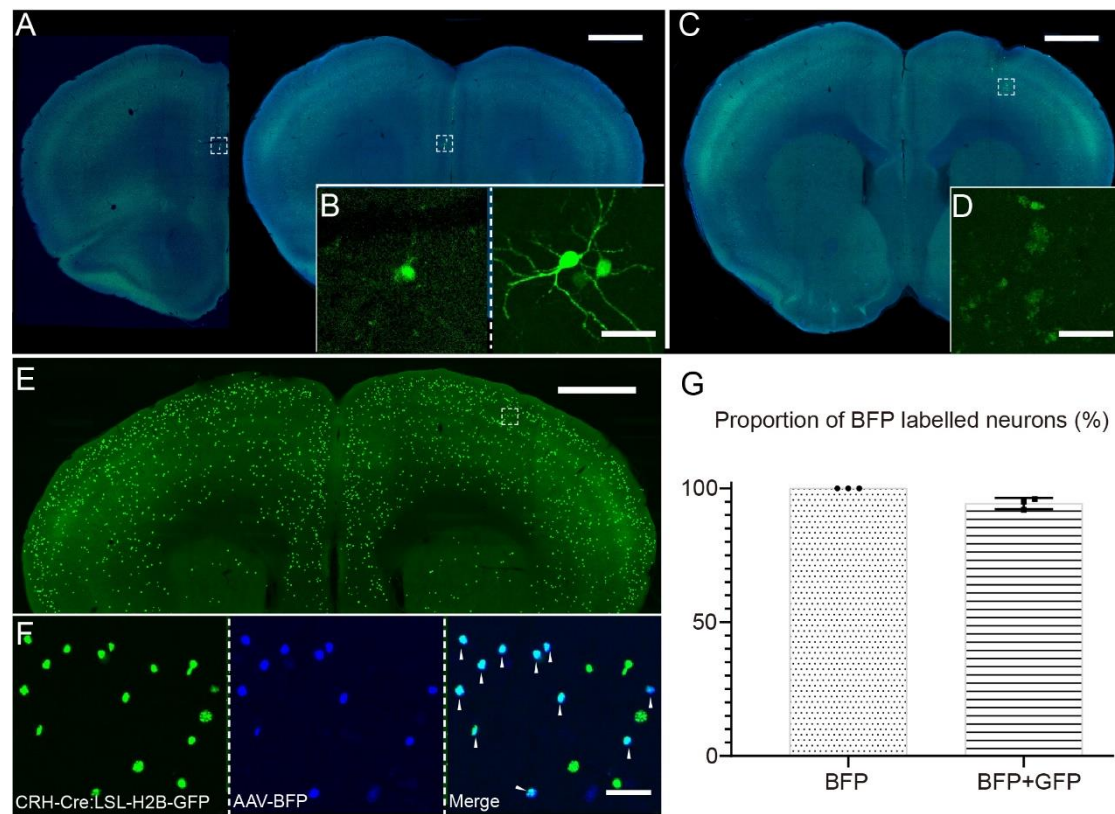 A
C
B
D
E
G
Proportion of BFP labelled neurons (%)
100
50
0
BFP
BFP+GFP
F
CRH-Cre:LSL-H2B-GFP
AAV-BFP
Merge